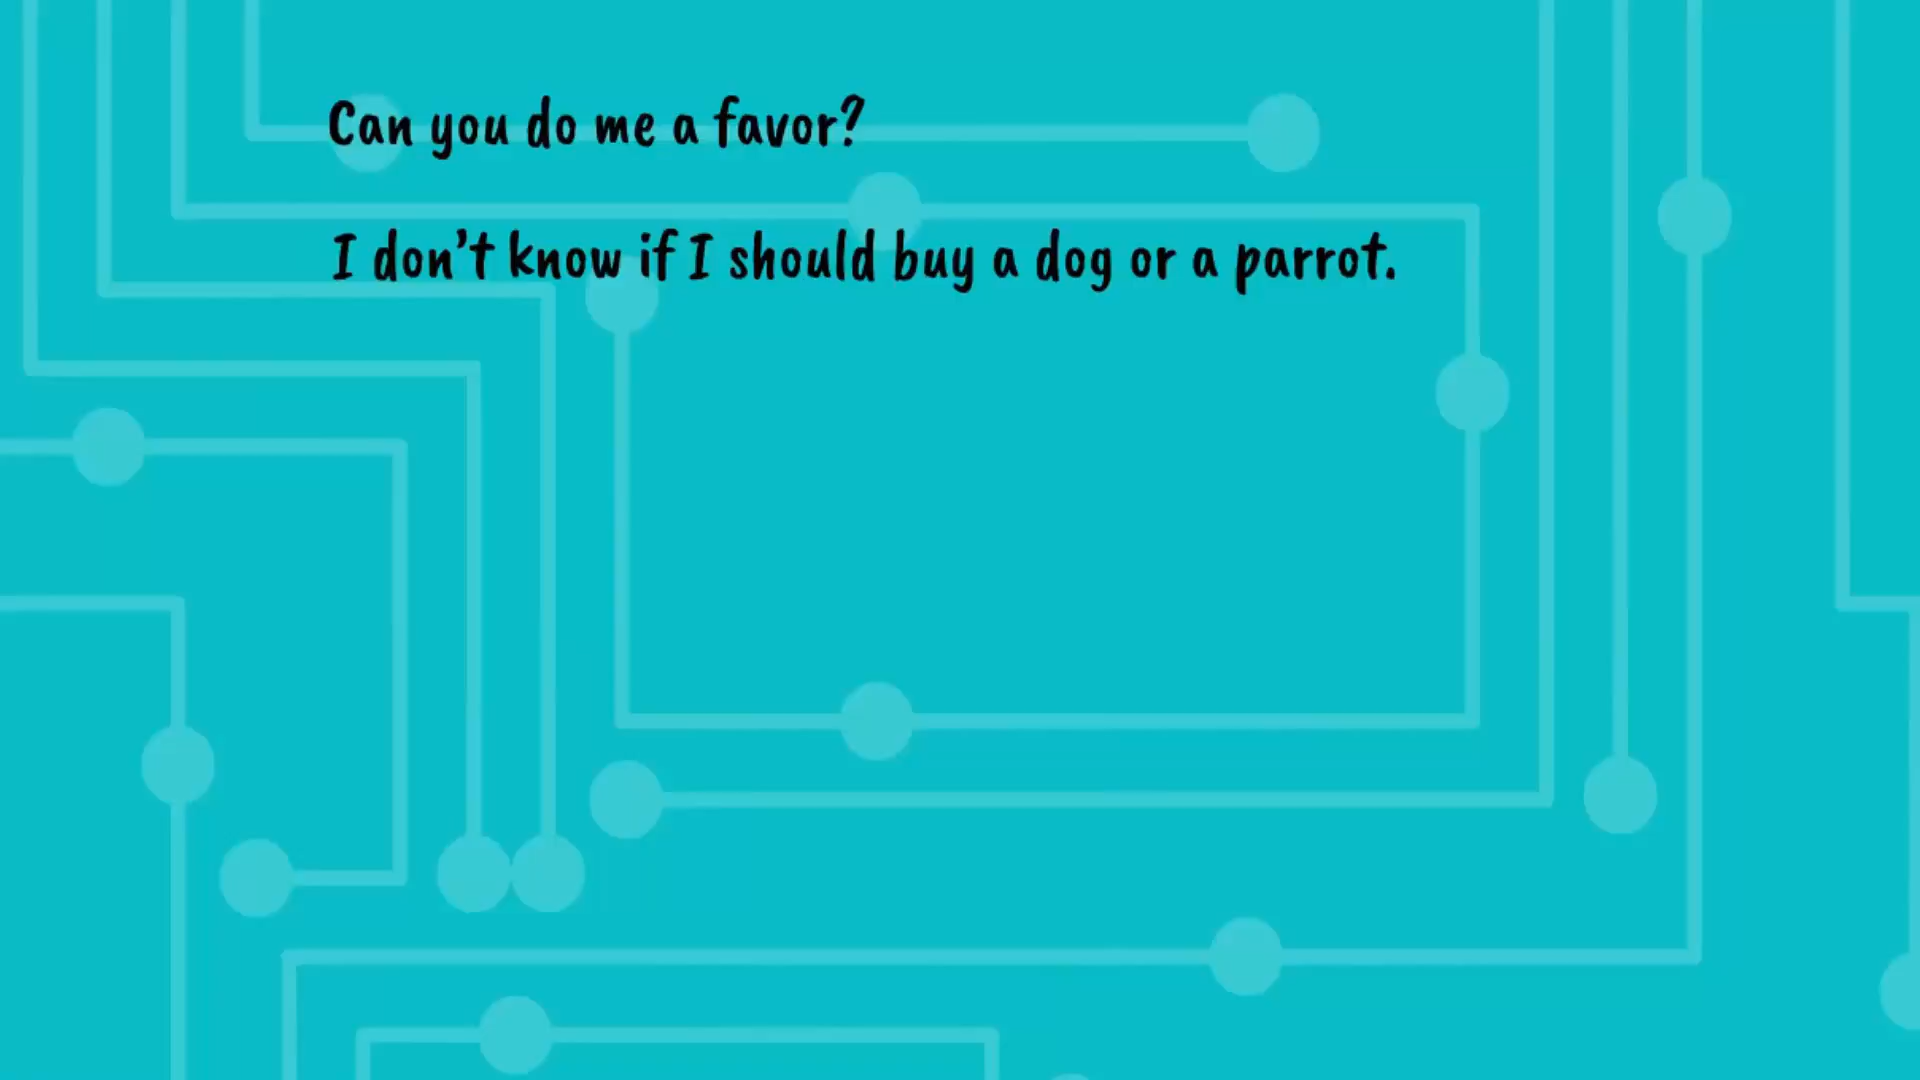 Can you do me a favor?
I don't know if I should buy a dog or a parrot.